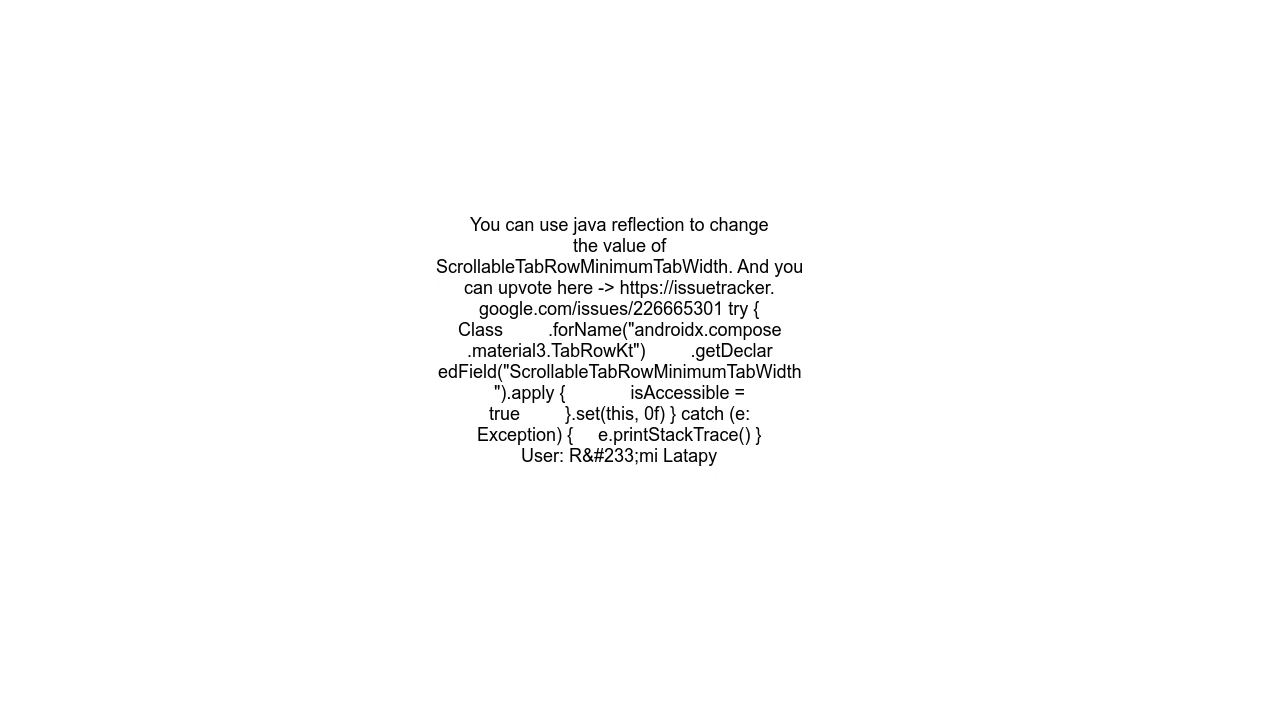 You can use java reflection to change
the value of
ScrollableTabRowMinimumTabWidth. And you
can upvote here -> https://issuetracker.
google.com/issues/226665301 try {
Class         .forName("androidx.compose
.material3.TabRowKt")         .getDeclar
edField("ScrollableTabRowMinimumTabWidth
").apply {             isAccessible =
true         }.set(this, 0f) } catch (e:
Exception) {     e.printStackTrace() }
User: R&#233;mi Latapy